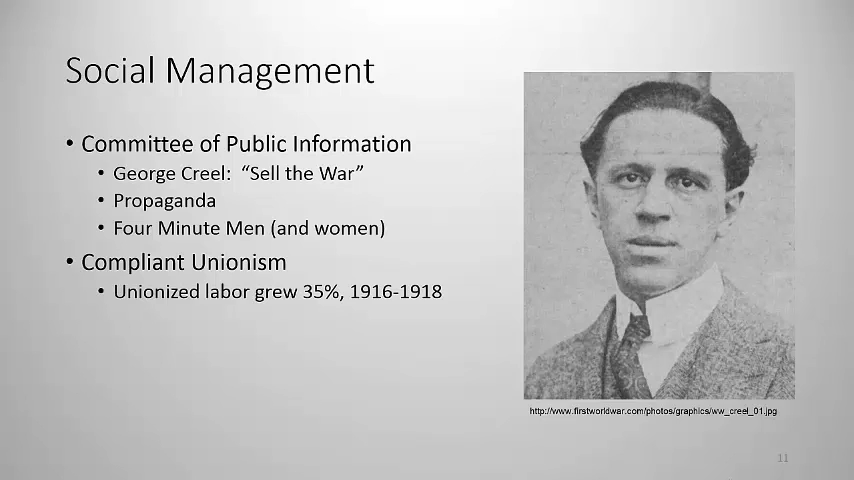 Social Management
• Committee of Public Information
• George Creel: “Sell the War”
• Propaganda
• Four Minute Men (and women)
• Compliant Unionism
• Unionized labor grew 35%, 1916-1918
http://www.firstworldwar.com/photos/graphics/ww_creel_01.jpg
11